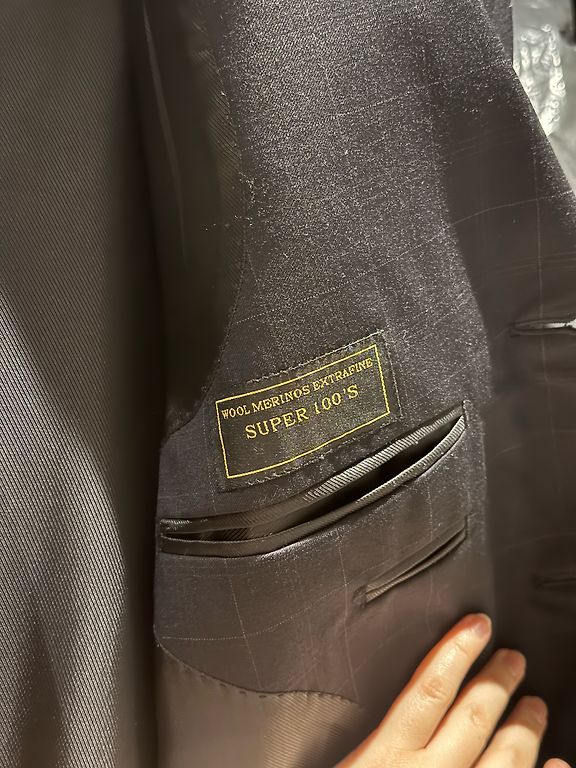 WOOL MERINOS EXTRAFINE
SUPER 100'S